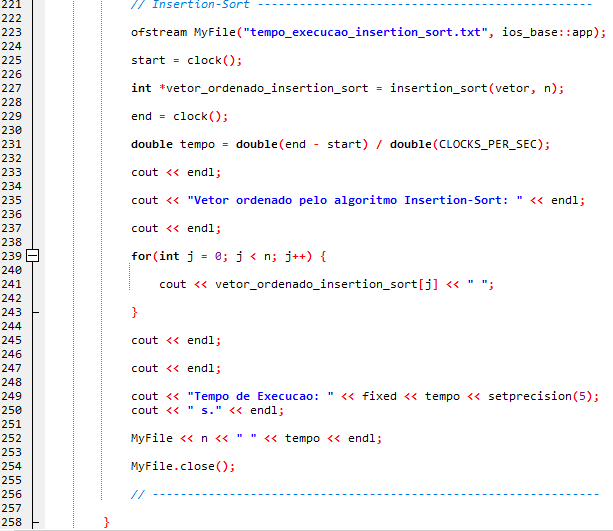 221 // Insertion-Sort ------------------------------------------------
222
223 ofstream MyFile("tempo_execucao_insertion_sort.txt", ios_base::app);
224
225 start = clock();
226
227 int *vetor_ordenado_insertion_sort = insertion_sort(vetor, n);
228
229 end = clock();
230
231 double tempo = double(end - start) / double(CLOCKS_PER_SEC);
232
233 cout << endl;
234
235 cout << "Vetor ordenado pelo algoritmo Insertion-Sort: " << endl;
236
237 cout << endl;
238
239 for(int j = 0; j < n; j++) {
240
241 cout << vetor_ordenado_insertion_sort[j] << " ";
242
243 }
244
245 cout << endl;
246
247 cout << endl;
248
249 cout << "Tempo de Execucao: " << fixed << tempo << setprecision(5);
250 cout << " s." << endl;
251
252 MyFile << n << " " << tempo << endl;
253
254 MyFile.close();
255
256 // ----------------------------------------------------------------
257
258 }